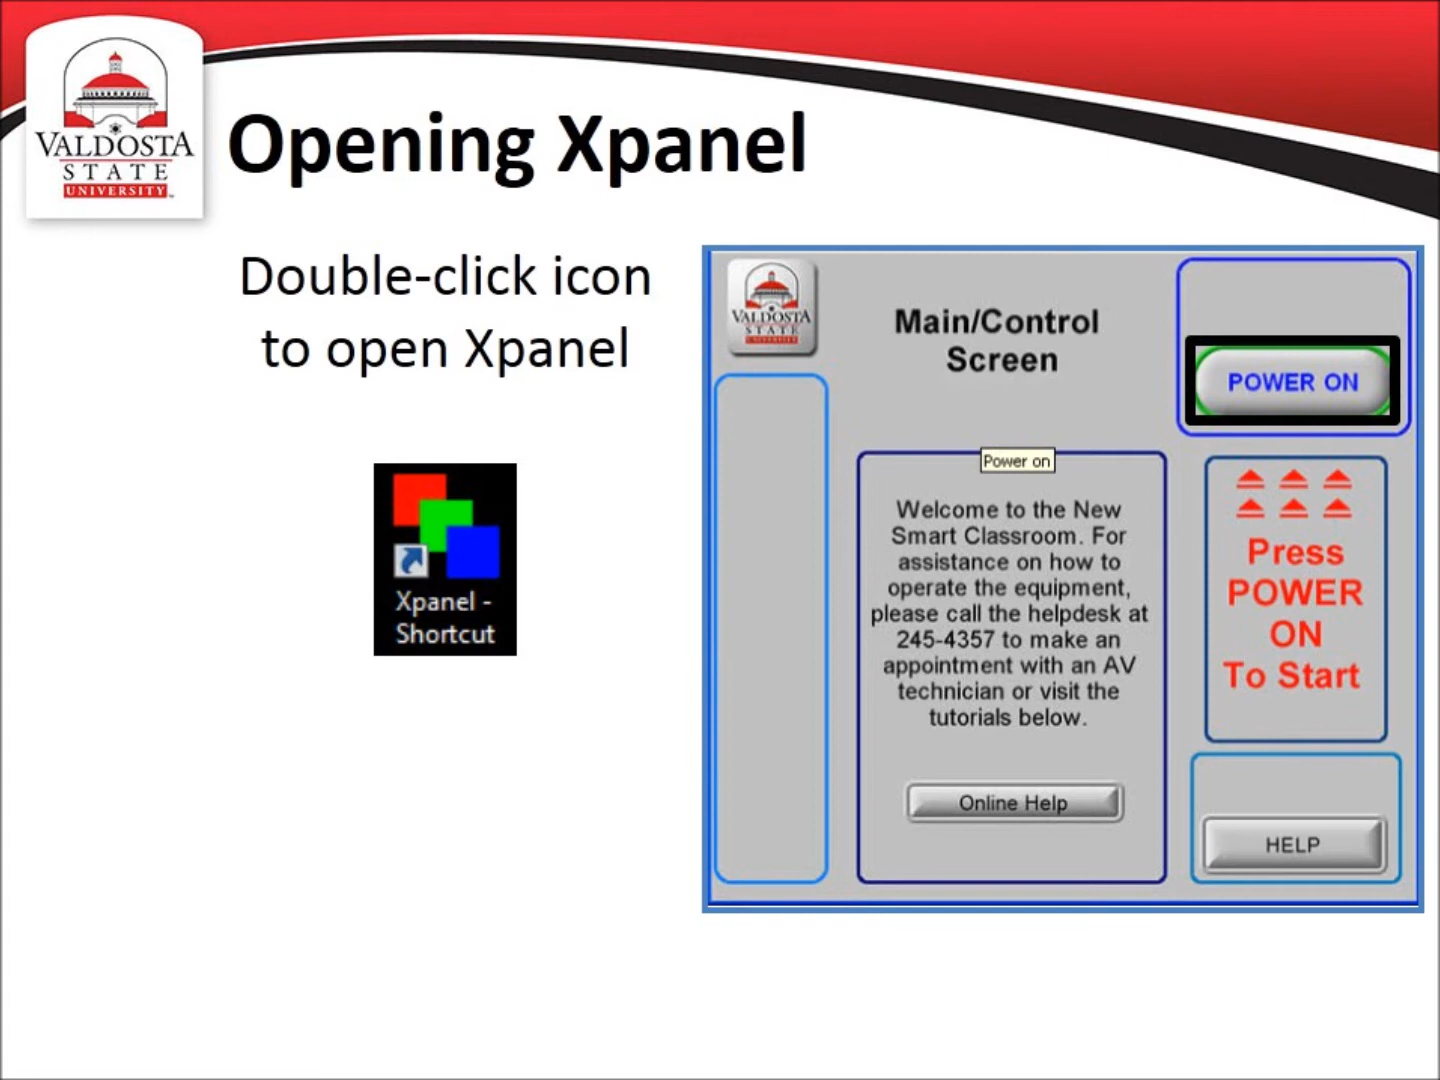 VALDOSTA
STATE
UNIVERSITY
Opening Xpanel
Double-click icon
to open Xpanel
Xpanel -
Shortcut
VALDOSTA
STATE
UNIVERSITY
Main/Control
Screen
POWER ON
Power on
Welcome to the New
Smart Classroom. For
assistance on how to
operate the equipment,
please call the helpdesk at
245-4357 to make an
appointment with an AV
technician or visit the
tutorials below.
Online Help
Press
POWER
ON
To Start
HELP